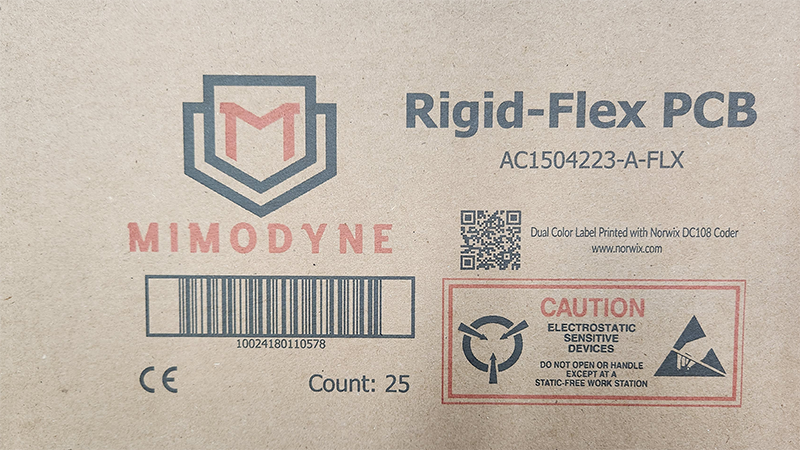 M
MIMODYNE
10024180110578
CE
Count: 25
Rigid-Flex PCB
AC1504223-A-FLX
Dual Color Label Printed with Norwix DC108 Coder
www.norwix.com
CAUTION
ELECTROSTATIC
SENSITIVE
DEVICES
DO NOT OPEN OR HANDLE
EXCEPT AT A
STATIC-FREE WORK STATION